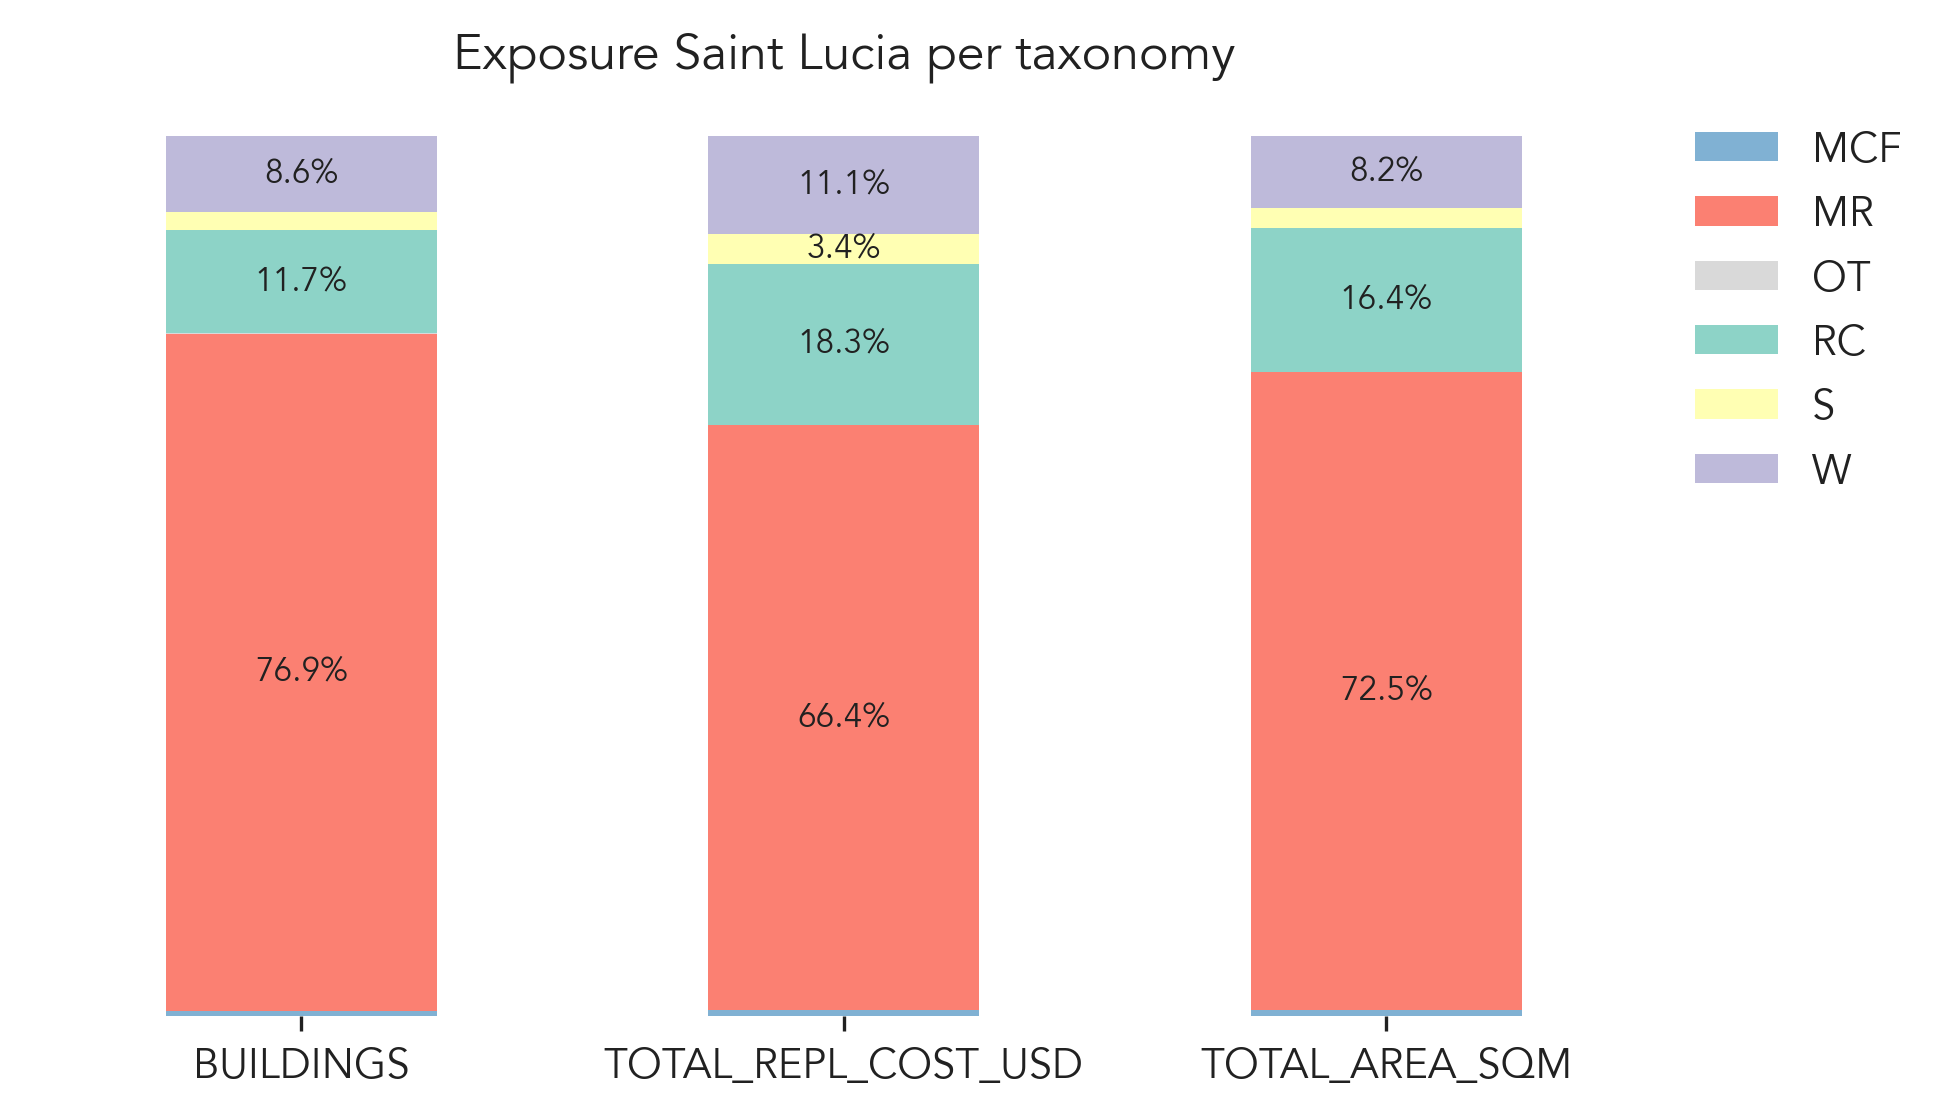 Exposure Saint Lucia per taxonomy
8.6%
11.7%
76.9%
BUILDINGS
11.1%
3.4%
18.3%
66.4%
TOTAL_REPL_COST_USD
8.2%
16.4%
72.5%
TOTAL_AREA_SQM
MCF
MR
OT
RC
S
W